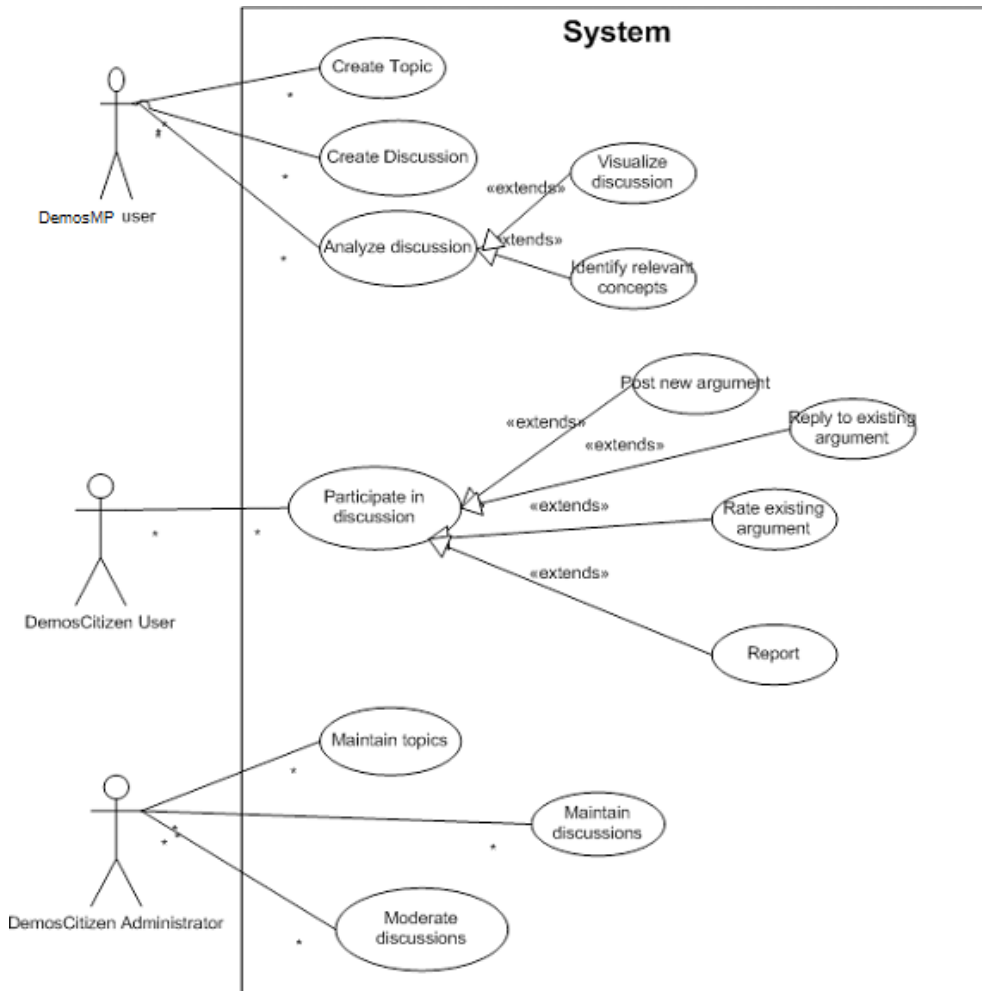 System
Create Topic
*
DemosMP user
*
*
Create Discussion
*
Visualize
discussion
«extends»
Analyze discussion
*
extends»
Identify relevant
concepts
Post new argument
«extends»
Reply to existing
argument
«extends»
Participate in
discussion
*
*
«extends»
Rate existing
argument
«extends»
DemosCitizen User
Report
Maintain topics
*
Maintain
discussions
*
*
*
*
DemosCitizen Administrator
Moderate
discussions
*